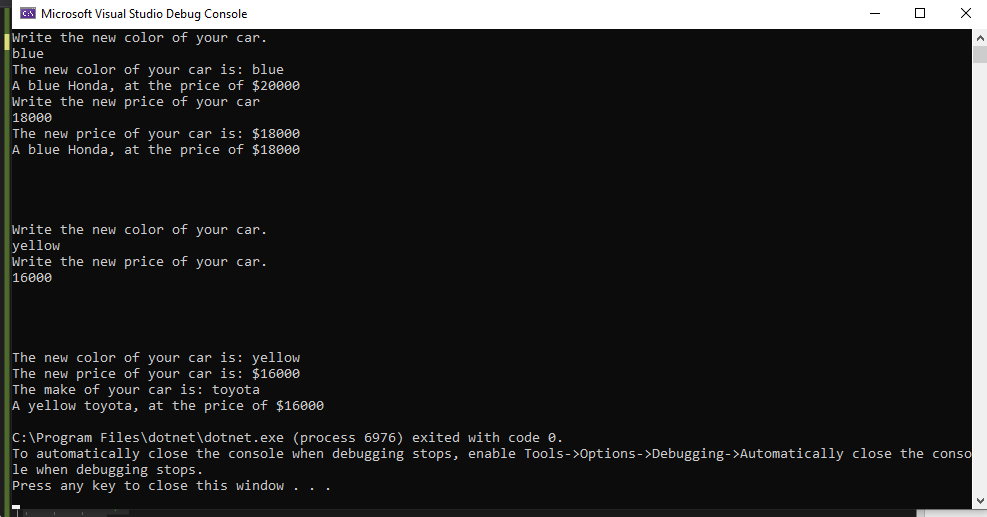 Microsoft Visual Studio Debug Console
Write the new color of your car.
blue
The new color of your car is: blue
A blue Honda, at the price of $20000
Write the new price of your car
18000
The new price of your car is: $18000
A blue Honda, at the price of $18000
Write the new color of your car.
yellow
Write the new price of your car.
16000
The new color of your car is: yellow
The new price of your car is: $16000
The make of your car is: toyota
A yellow toyota, at the price of $16000
C:\Program Files\dotnet\dotnet.exe (process 6976) exited with code 0.
To automatically close the console when debugging stops, enable Tools->Options->Debugging->Automatically close the conso
le when debugging stops.
Press any key to close this window . . .